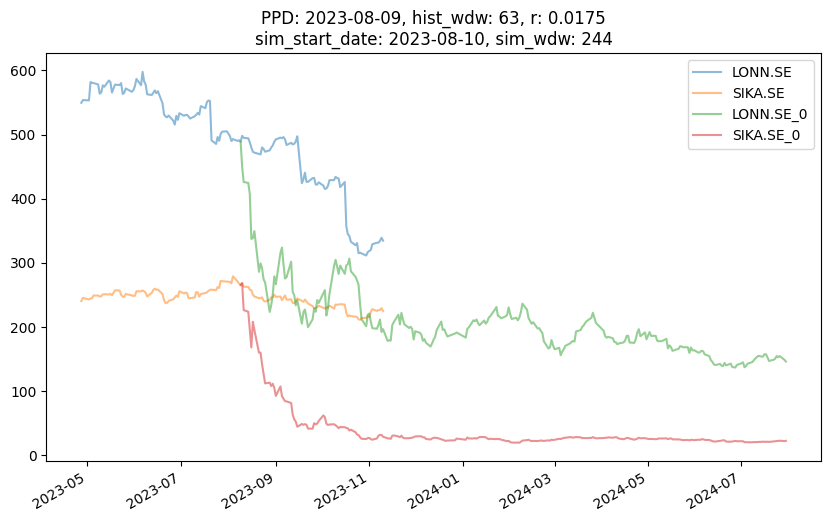 PPD: 2023-08-09, hist_wdw: 63, r: 0.0175
sim_start_date: 2023-08-10, sim_wdw: 244
LONN.SE
SIKA.SE
LONN.SE_0
SIKA.SE_0
600
500
400
300
200
100
0
2023-05
2023-07
2023-09
2023-11
2024-01
2024-03
2024-05
2024-07